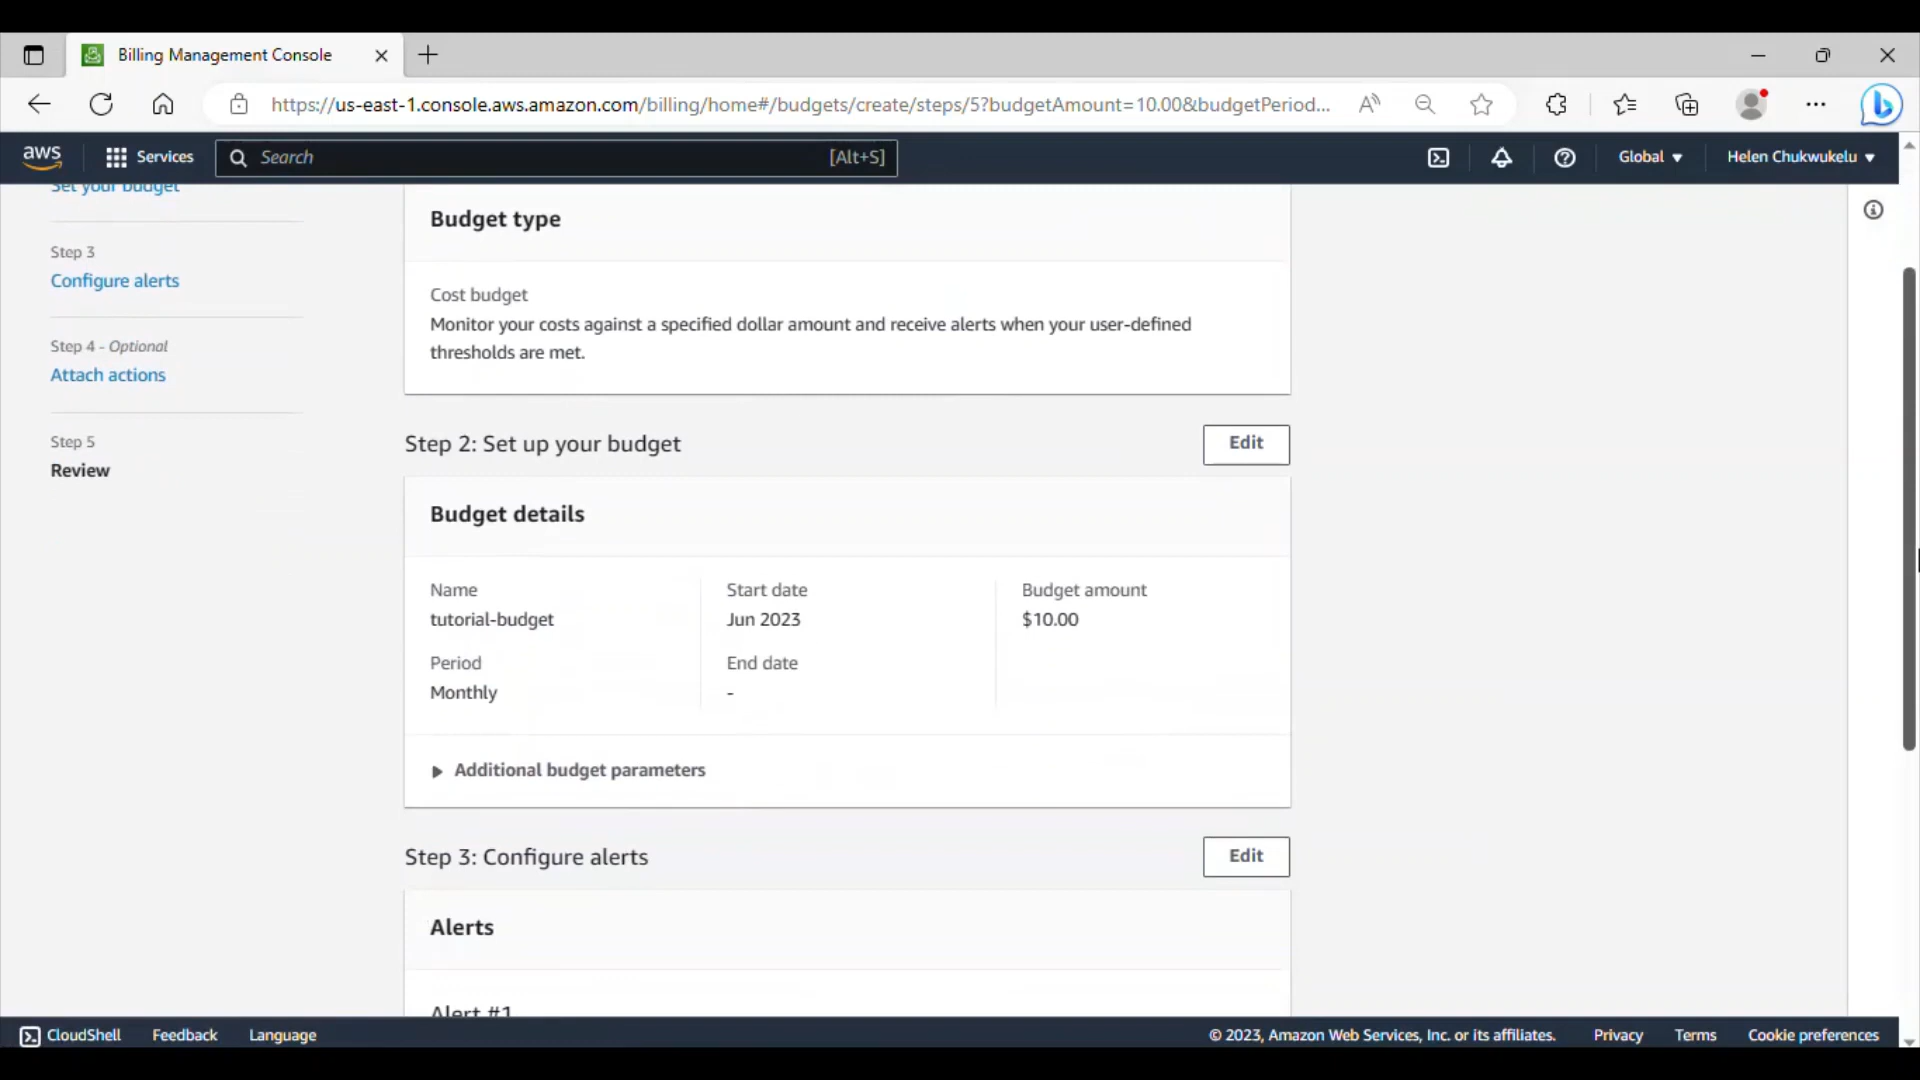 Billing Management Console
https://us-east-1.console.aws.amazon.com/billing/home#/budgets/create/steps/5?budgetAmount=10.00&budgetPeriod...
aws
Services
Search
[Alt+S]
Global
Helen Chukwukelu
Set your budget
Step 3
Configure alerts
Step 4 - Optional
Attach actions
Step 5
Review
Budget type
Cost budget
Monitor your costs against a specified dollar amount and receive alerts when your user-defined
thresholds are met.
Step 2: Set up your budget
Edit
Budget details
Name
tutorial-budget
Period
Monthly
Start date
Jun 2023
End date
-
Budget amount
$10.00
Additional budget parameters
Step 3: Configure alerts
Edit
Alerts
Alert #1
CloudShell
Feedback
Language
© 2023, Amazon Web Services, Inc. or its affiliates.
Privacy
Terms
Cookie preferences